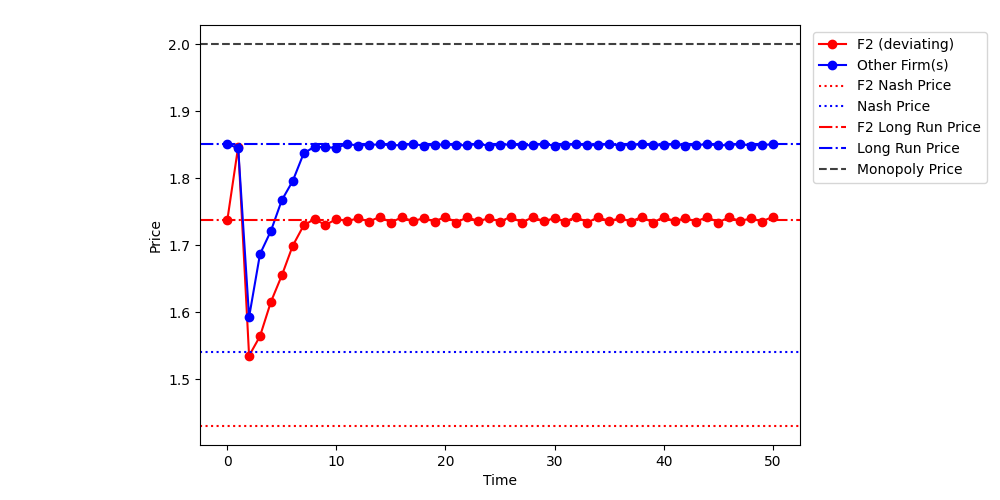 2.0
1.9
1.8
1.7
1.6
1.5
Price
0
10
20
30
40
50
Time
F2 (deviating)
Other Firm(s)
F2 Nash Price
Nash Price
F2 Long Run Price
Long Run Price
Monopoly Price